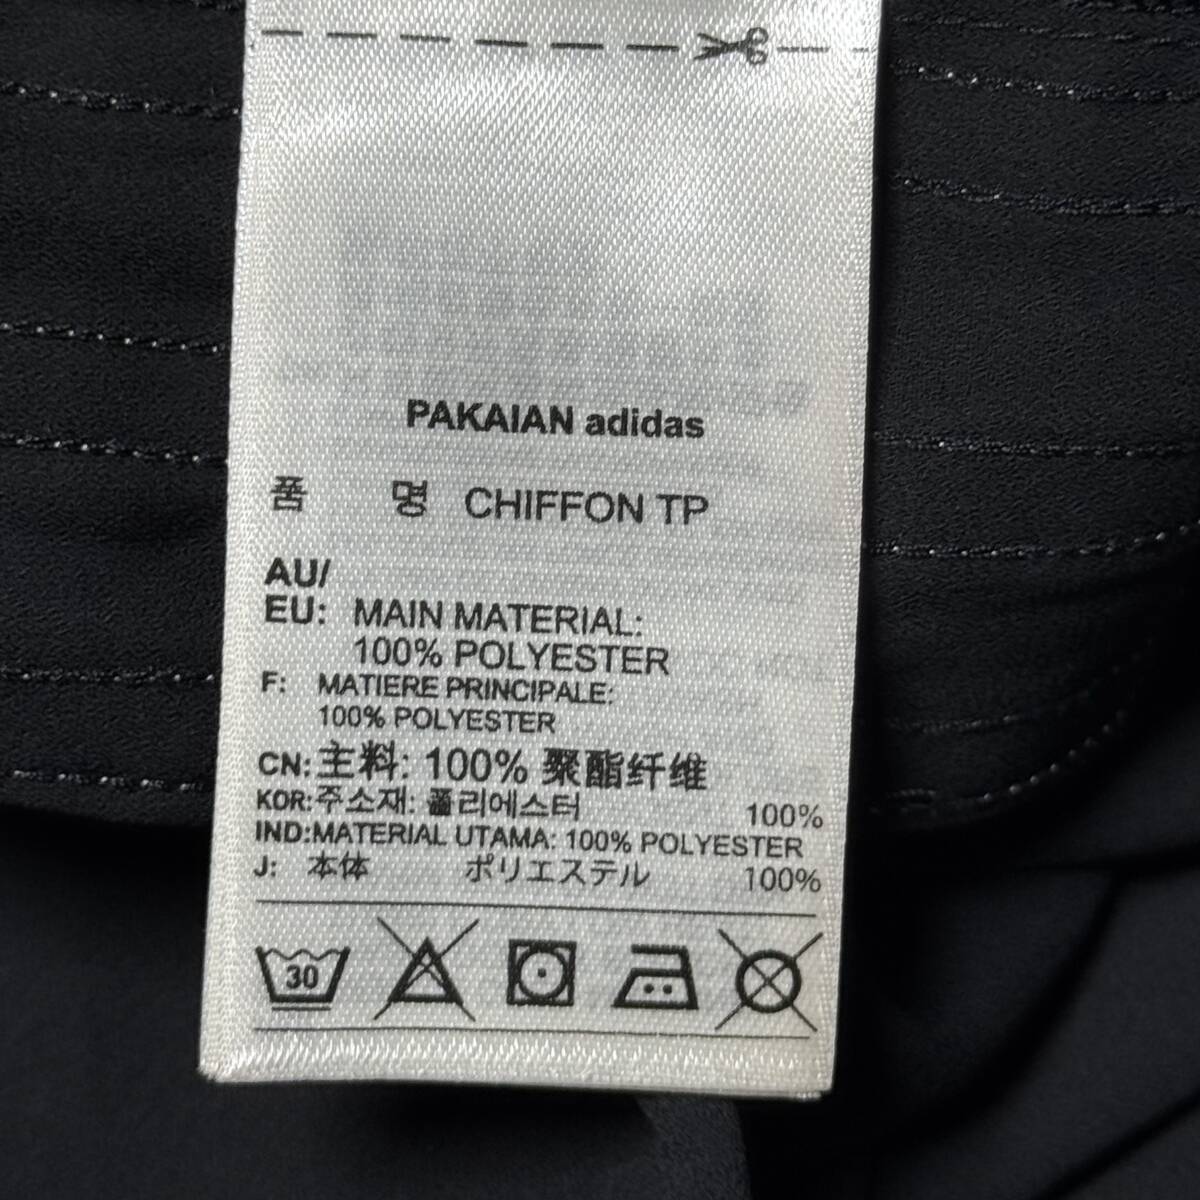 PAKAIAN adidas
품 명 CHIFFON TP
AU/
EU: MAIN MATERIAL:
100% POLYESTER
F: MATIERE PRINCIPALE:
100% POLYESTER
CN: 主料: 100% 聚酯纤维
KOR: 주소재: 폴리에스터 100%
IND: MATERIAL UTAMA: 100% POLYESTER
J: 本体 ポリエステル 100%
30